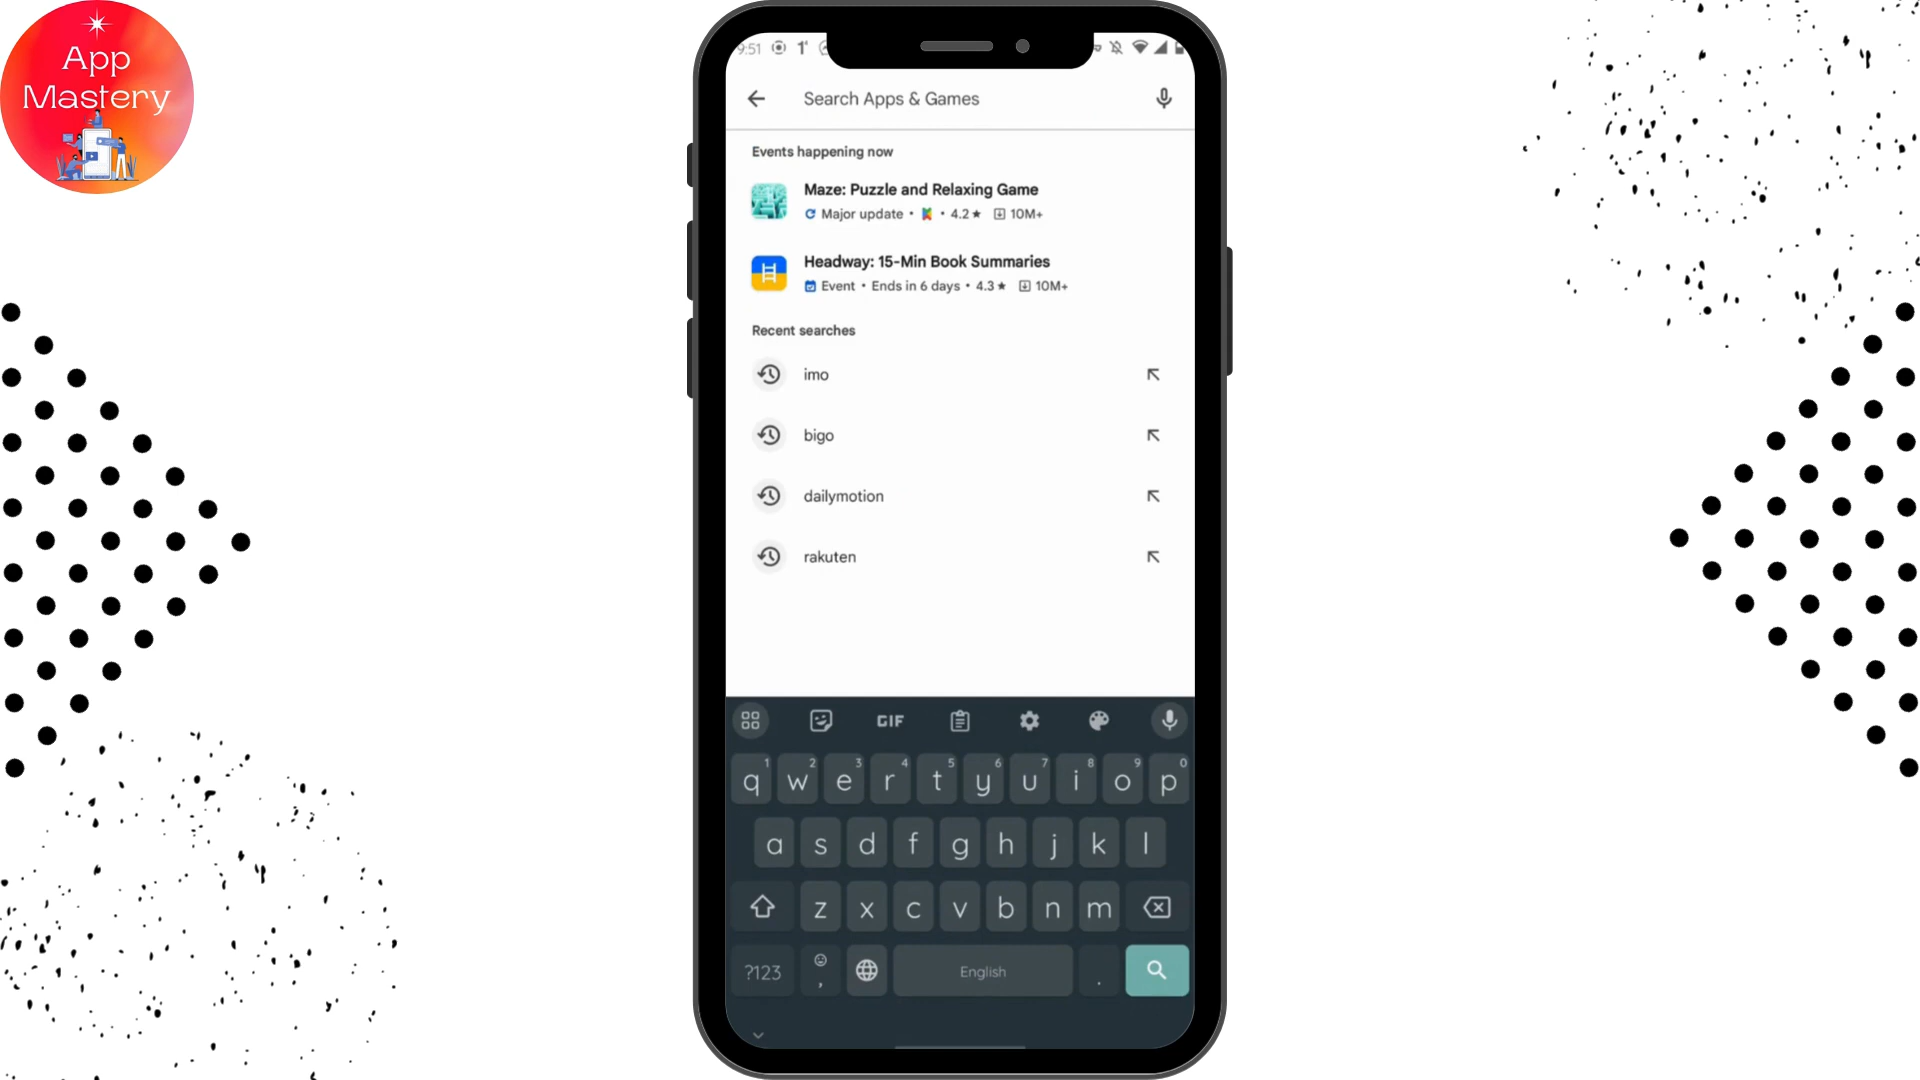 App
Mastery
9:51
Search Apps & Games
Events happening now
Maze: Puzzle and Relaxing Game
Major update • • 4.2 ★ 10M+
Headway: 15-Min Book Summaries
Event • Ends in 6 days • 4.3 ★ 10M+
Recent searches
imo
bigo
dailymotion
rakuten
GIF
1 2 3 4 5 6 7 8 9 0
q w e r t y u i o p
a s d f g h j k l
z x c v b n m
?123 , English .